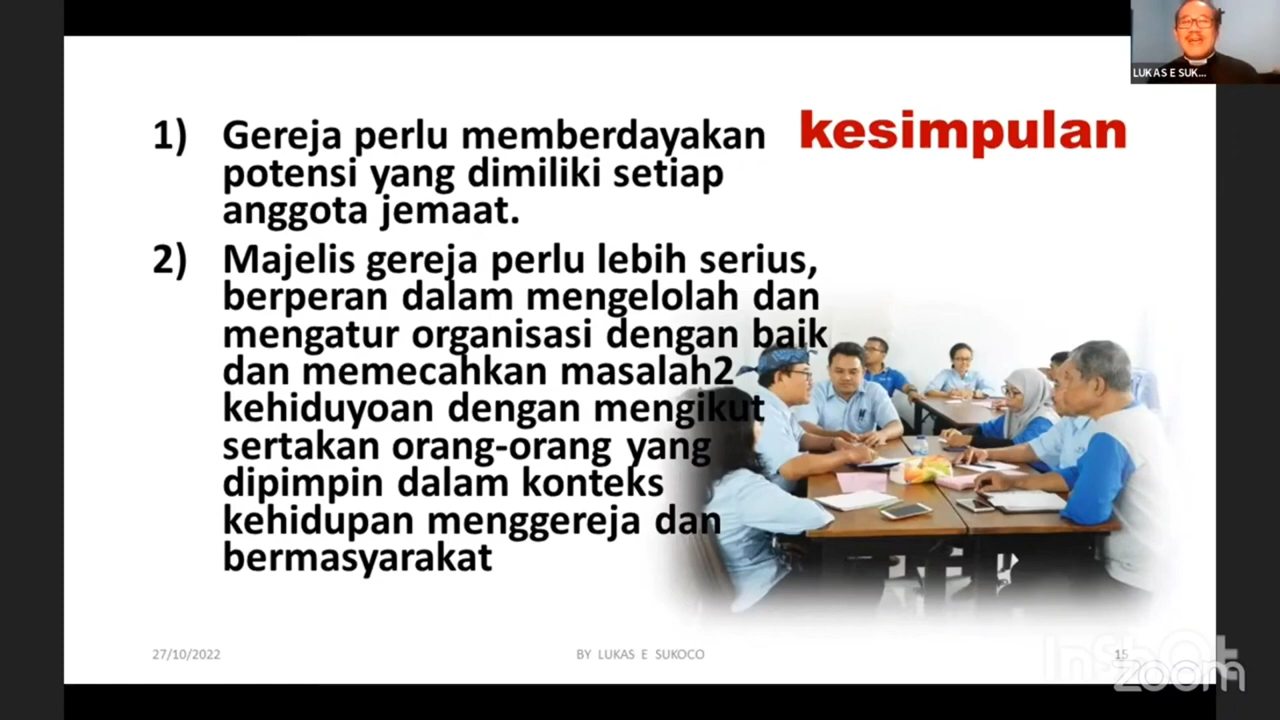 LUKAS E SUK...
kesimpulan
1) Gereja perlu memberdayakan
potensi yang dimiliki setiap
anggota jemaat.
2) Majelis gereja perlu lebih serius,
berperan dalam mengelolah dan
mengatur organisasi dengan baik
dan memecahkan masalah2
kehiduyoan dengan mengikut
sertakan orang-orang yang
dipimpin dalam konteks
kehidupan menggereja dan
bermasyarakat
27/10/2022
BY LUKAS E SUKOCO
15
InShOt
zoom